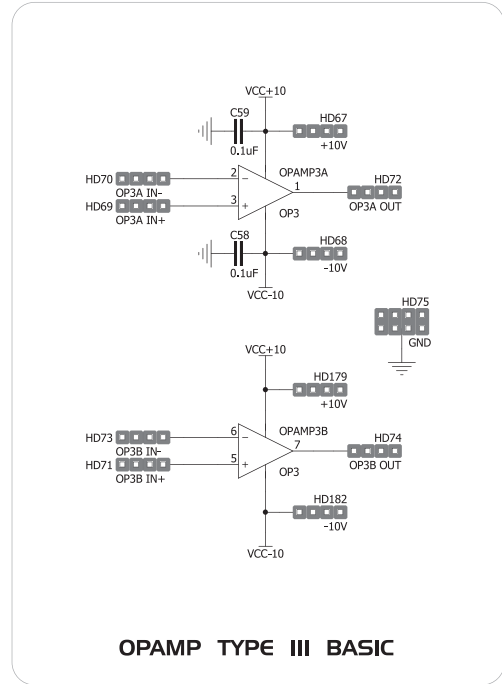 VCC+10
C59
HD67
0.1uF
+10V
OPAMP3A
HD70
2
-
1
HD72
OP3A IN-
HD69
3
+
OP3A OUT
OP3A IN+
OP3
C58
HD68
0.1uF
-10V
VCC-10
HD75
GND
VCC+10
HD179
+10V
OPAMP3B
HD73
6
-
7
HD74
OP3B IN-
HD71
5
+
OP3B OUT
OP3B IN+
OP3
HD182
-10V
VCC-10
OPAMP TYPE III BASIC